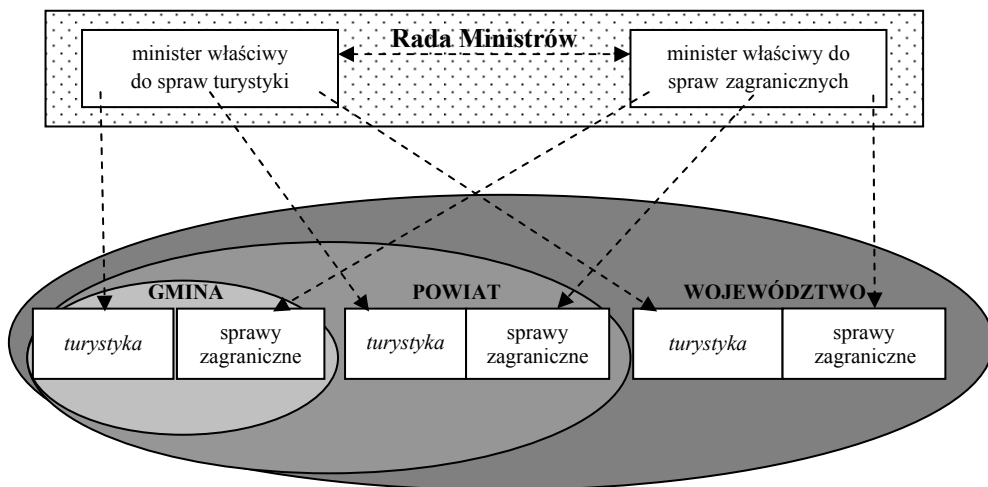 Rada Ministrów
minister właściwy
do spraw turystyki
minister właściwy do
spraw zagranicznych
GMINA
POWIAT
WOJEWÓDZTWO
turystyka
sprawy
zagraniczne
turystyka
sprawy
zagraniczne
turystyka
sprawy
zagraniczne